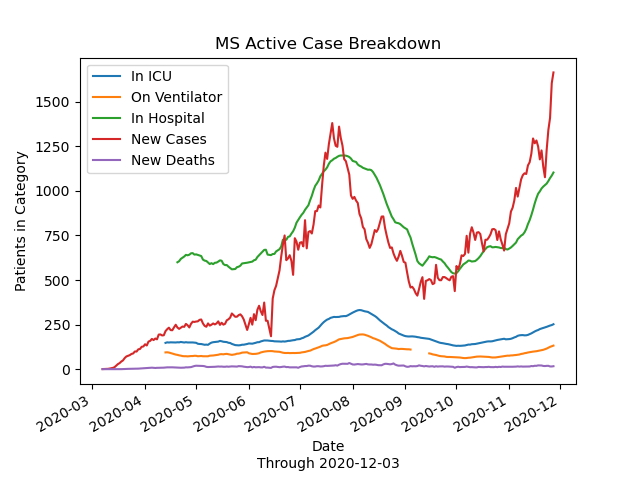 MS Active Case Breakdown
In ICU
On Ventilator
In Hospital
New Cases
New Deaths
Patients in Category
1500
1250
1000
750
500
250
0
2020-03
2020-04
2020-05
2020-06
2020-07
2020-08
2020-09
2020-10
2020-11
2020-12
Date
Through 2020-12-03